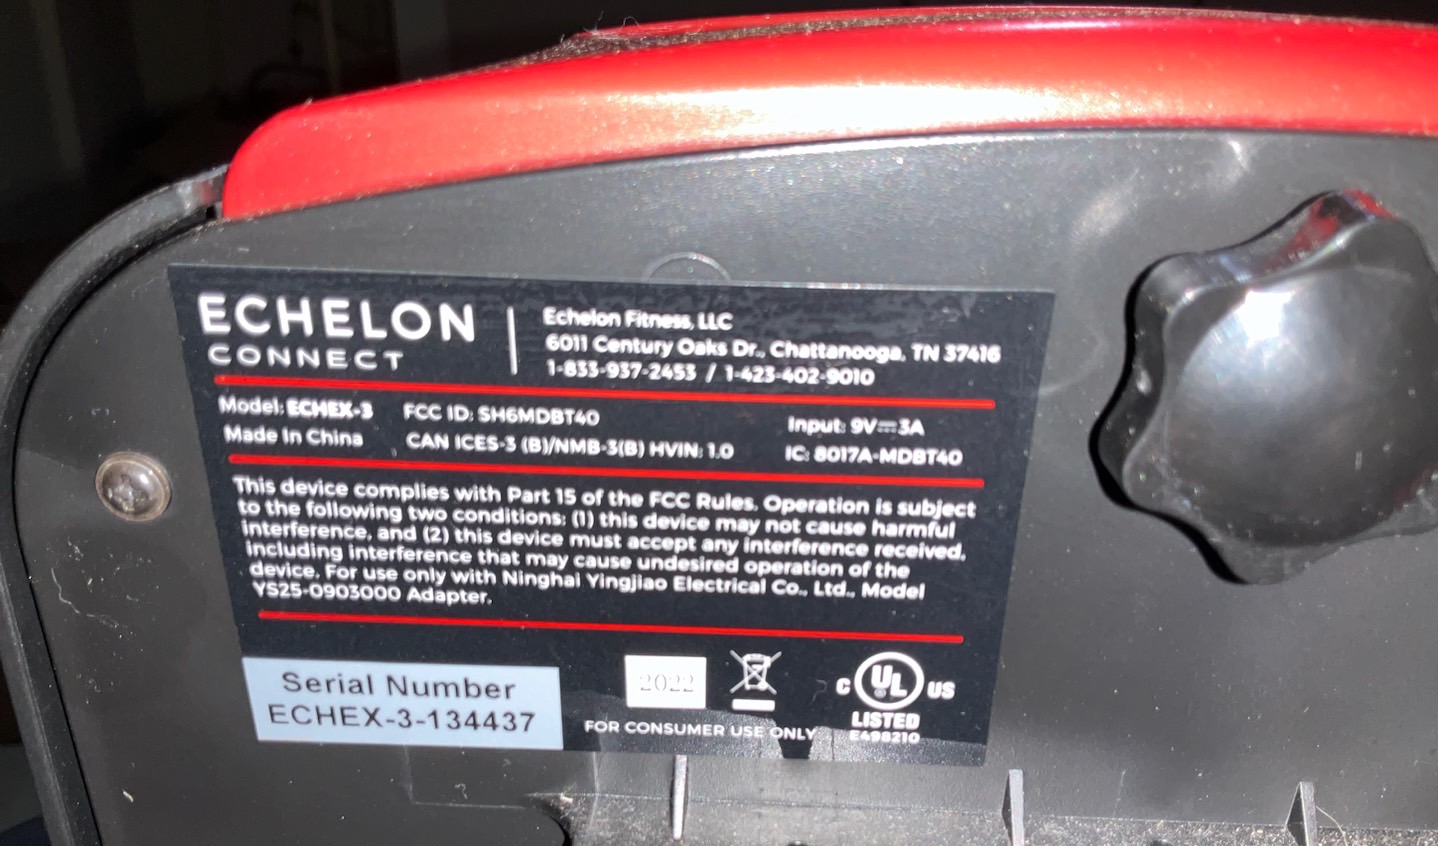 ECHELON
CONNECT
Echelon Fitness, LLC
6011 Century Oaks Dr., Chattanooga, TN 37416
1-833-937-2453 / 1-423-402-9010
Model: ECHEX-3 FCC ID: SH6MDBT40 Input: 9V⎓3A
Made In China CAN ICES-3 (B)/NMB-3(B) HVIN: 1.0 IC: 8017A-MDBT40
This device complies with Part 15 of the FCC Rules. Operation is subject
to the following two conditions: (1) this device may not cause harmful
interference, and (2) this device must accept any interference received,
including interference that may cause undesired operation of the
device. For use only with Ninghai Yingjiao Electrical Co., Ltd., Model
YS25-0903000 Adapter.
Serial Number
ECHEX-3-134437
2022
FOR CONSUMER USE ONLY
C UL US
®
LISTED
E498210